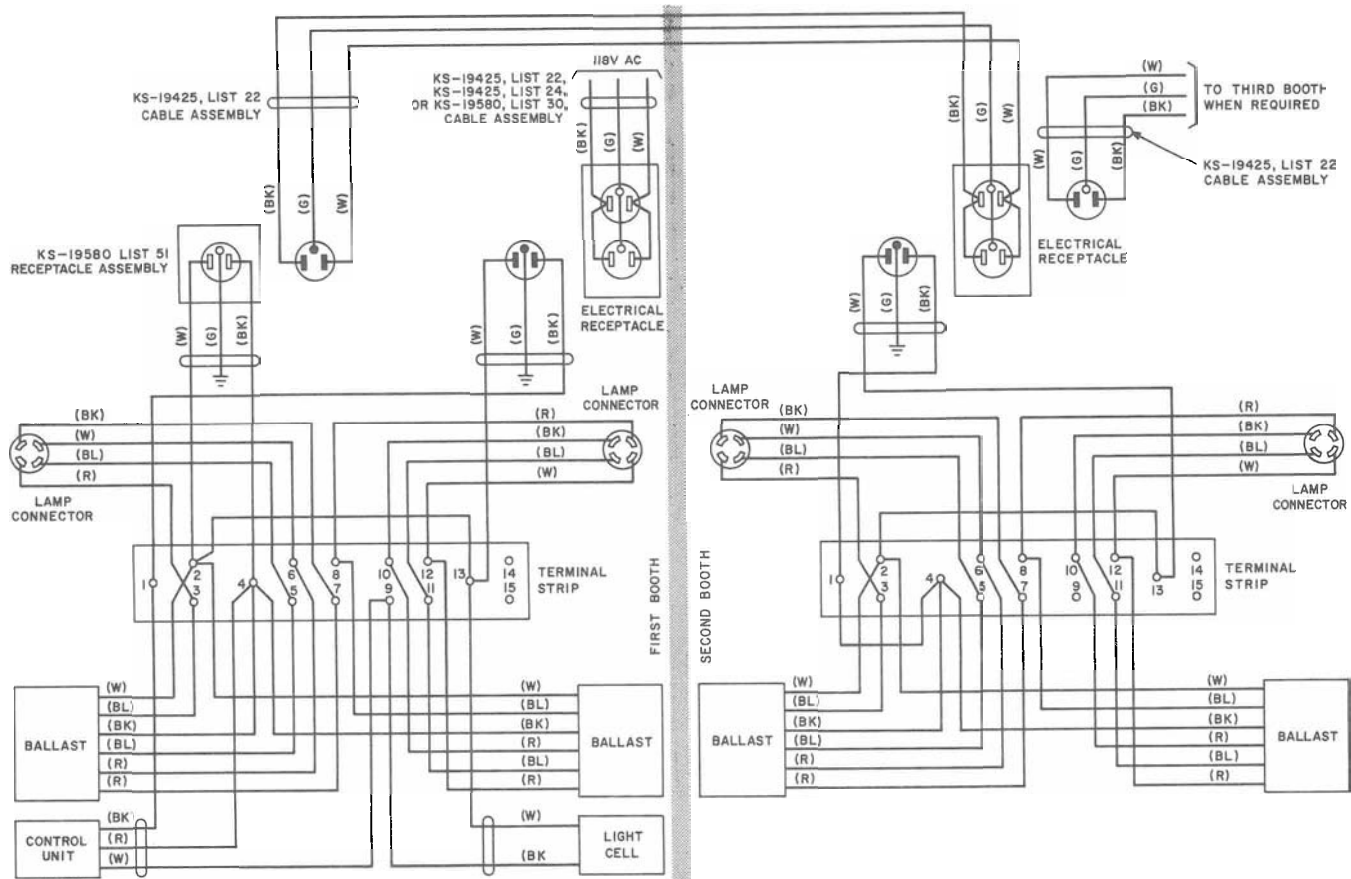 118V AC
KS-19425, LIST 22
CABLE ASSEMBLY
KS-19425, LIST 22,
KS-19425, LIST 24,
OR KS-19580, LIST 30,
CABLE ASSEMBLY
(BK)
(G)
(W)
(BK)
(G)
(W)
(BK)
(G)
(W)
(W)
(G)
(BK)
TO THIRD BOOTH
WHEN REQUIRED
(W)
(G)
(BK)
KS-19425, LIST 22
CABLE ASSEMBLY
KS-19580 LIST 51
RECEPTACLE ASSEMBLY
ELECTRICAL
RECEPTACLE
ELECTRICAL
RECEPTACLE
(W)
(G)
(BK)
(W)
(G)
(BK)
(W)
(G)
(BK)
LAMP
CONNECTOR
LAMP
CONNECTOR
(BK)
(W)
(BL)
(R)
(R)
(BK)
(BL)
(W)
(BK)
(W)
(BL)
(R)
(R)
(BK)
(BL)
(W)
LAMP
CONNECTOR
LAMP
CONNECTOR
1
2
3
4
6
5
8
7
10
9
12
11
13
14
15
TERMINAL
STRIP
FIRST BOOTH
SECOND BOOTH
1
2
3
4
6
5
8
7
10
9
12
11
13
14
15
TERMINAL
STRIP
BALLAST
(W)
(BL)
(BK)
(BL)
(R)
(R)
(W)
(BL)
(BK)
(R)
(BL)
(R)
BALLAST
BALLAST
(W)
(BL)
(BK)
(BL)
(R)
(R)
(W)
(BL)
(BK)
(R)
(BL)
(R)
BALLAST
CONTROL
UNIT
(BK)
(R)
(W)
(W)
(BK
LIGHT
CELL